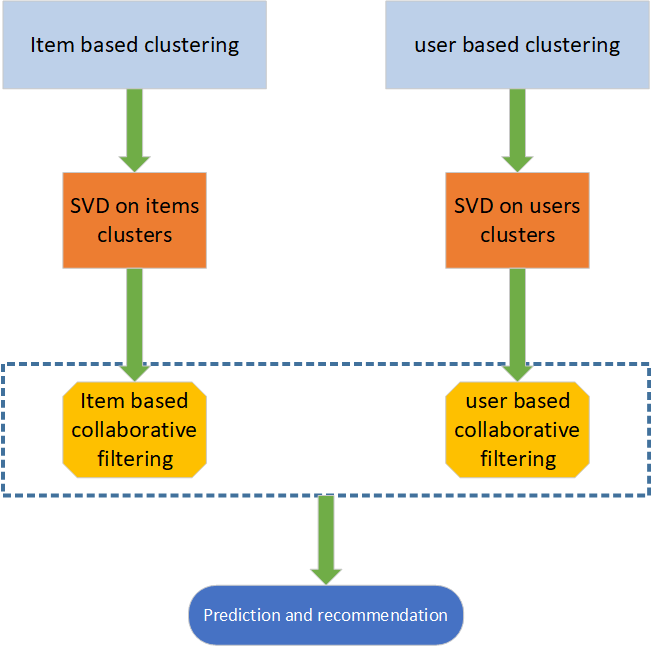 Item based clustering
user based clustering
SVD on items
clusters
SVD on users
clusters
Item based
collaborative
filtering
user based
collaborative
filtering
Prediction and recommendation